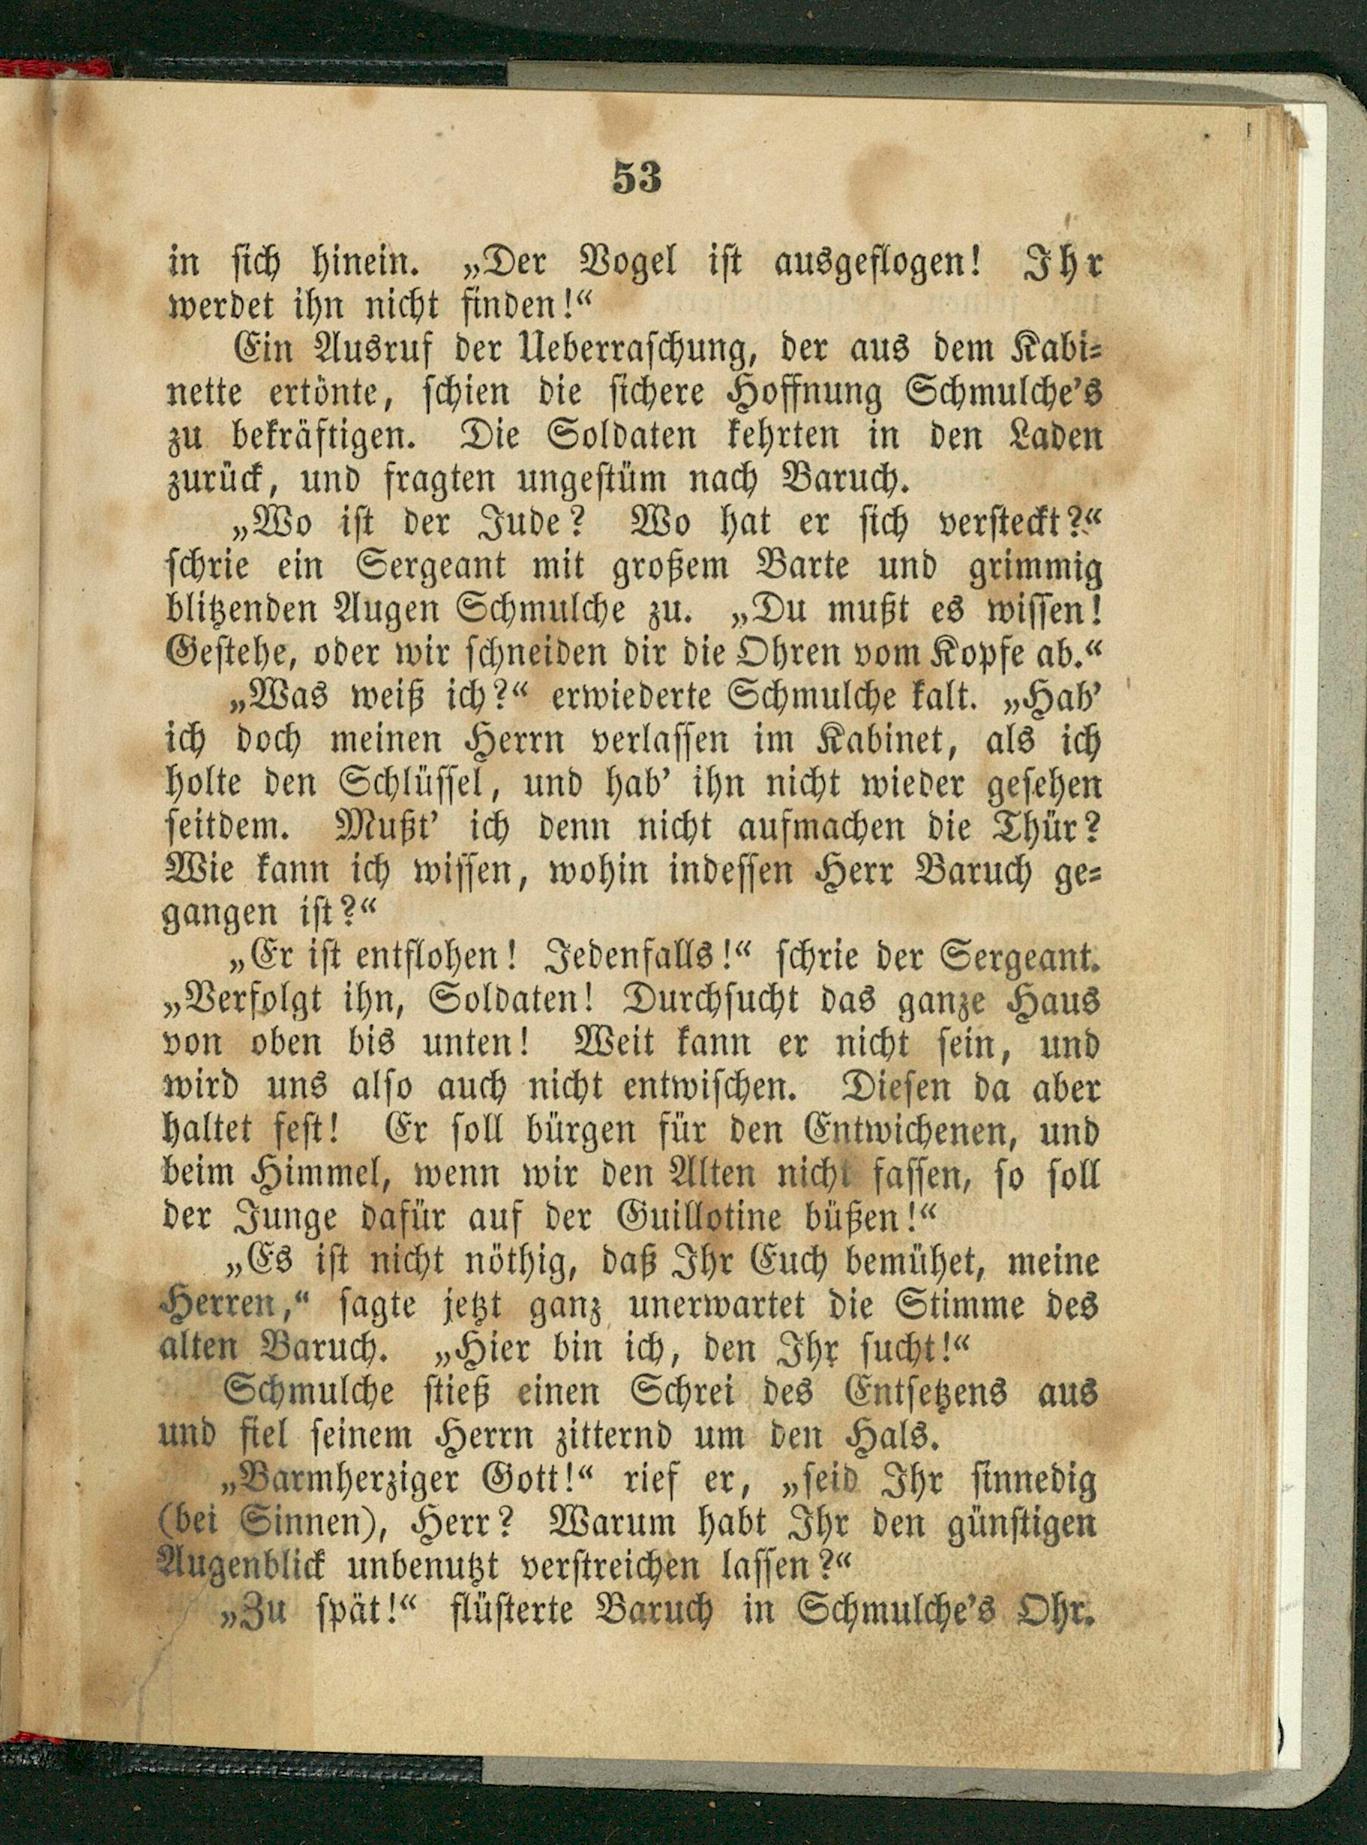 53
in sich hinein. „Der Vogel ist ausgeflogen! Ihr
werdet ihn nicht finden!“
Ein Ausruf der Ueberraschung, der aus dem Kabi-
nette ertönte, schien die sichere Hoffnung Schmulche's
zu bekräftigen. Die Soldaten kehrten in den Laden
zurück, und fragten ungestüm nach Baruch.
„Wo ist der Jude? Wo hat er sich versteckt?“
schrie ein Sergeant mit großem Barte und grimmig
blitzenden Augen Schmulche zu. „Du mußt es wissen!
Gestehe, oder wir schneiden dir die Ohren vom Kopfe ab.“
„Was weiß ich?“ erwiederte Schmulche kalt. „Hab'
ich doch meinen Herrn verlassen im Kabinet, als ich
holte den Schlüssel, und hab' ihn nicht wieder gesehen
seitdem. Mußt' ich denn nicht aufmachen die Thür?
Wie kann ich wissen, wohin indessen Herr Baruch ge-
gangen ist?“
„Er ist entflohen! Jedenfalls!“ schrie der Sergeant.
„Verfolgt ihn, Soldaten! Durchsucht das ganze Haus
von oben bis unten! Weit kann er nicht sein, und
wird uns also auch nicht entwischen. Diesen da aber
haltet fest! Er soll bürgen für den Entwichenen, und
beim Himmel, wenn wir den Alten nicht fassen, so soll
der Junge dafür auf der Guillotine büßen!“
„Es ist nicht nöthig, daß Ihr Euch bemühet, meine
Herren,“ sagte jetzt ganz unerwartet die Stimme des
alten Baruch. „Hier bin ich, den Ihr sucht!“
Schmulche stieß einen Schrei des Entsetzens aus
und fiel seinem Herrn zitternd um den Hals.
„Barmherziger Gott!“ rief er, „seid Ihr sinnedig
(bei Sinnen), Herr? Warum habt Ihr den günstigen
Augenblick unbenutzt verstreichen lassen?“
„Zu spät!“ flüsterte Baruch in Schmulche's Ohr.